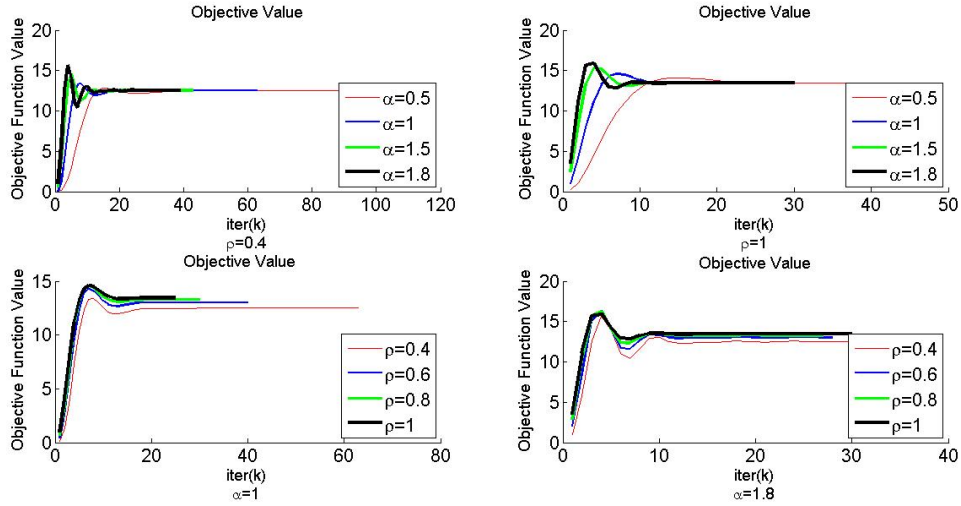 Objective Value
Objective Function Value
20
15
10
5
0
0 20 40 60 80 100 120
iter(k)
ρ=0.4
α=0.5
α=1
α=1.5
α=1.8
Objective Value
Objective Function Value
20
15
10
5
0
0 10 20 30 40 50
iter(k)
ρ=1
α=0.5
α=1
α=1.5
α=1.8
Objective Value
Objective Function Value
15
10
5
0
0 20 40 60 80
iter(k)
α=1
ρ=0.4
ρ=0.6
ρ=0.8
ρ=1
Objective Value
Objective Function Value
20
15
10
5
0
0 10 20 30 40
iter(k)
α=1.8
ρ=0.4
ρ=0.6
ρ=0.8
ρ=1